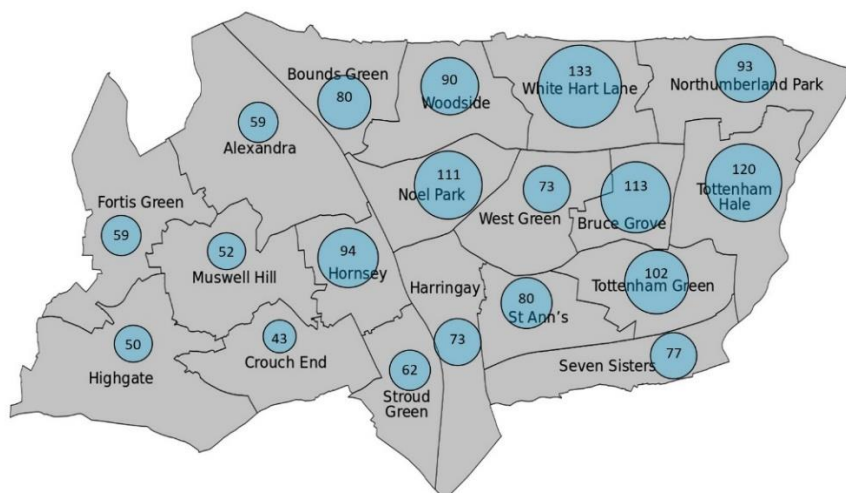 Bounds Green
80
90
Woodside
133
White Hart Lane
93
Northumberland Park
59
Alexandra
111
Noel Park
73
West Green
113
Bruce Grove
120
Tottenham
Hale
Fortis Green
59
52
Muswell Hill
94
Hornsey
Harringay
73
80
St Ann's
102
Tottenham Green
50
Highgate
43
Crouch End
62
Stroud
Green
77
Seven Sisters